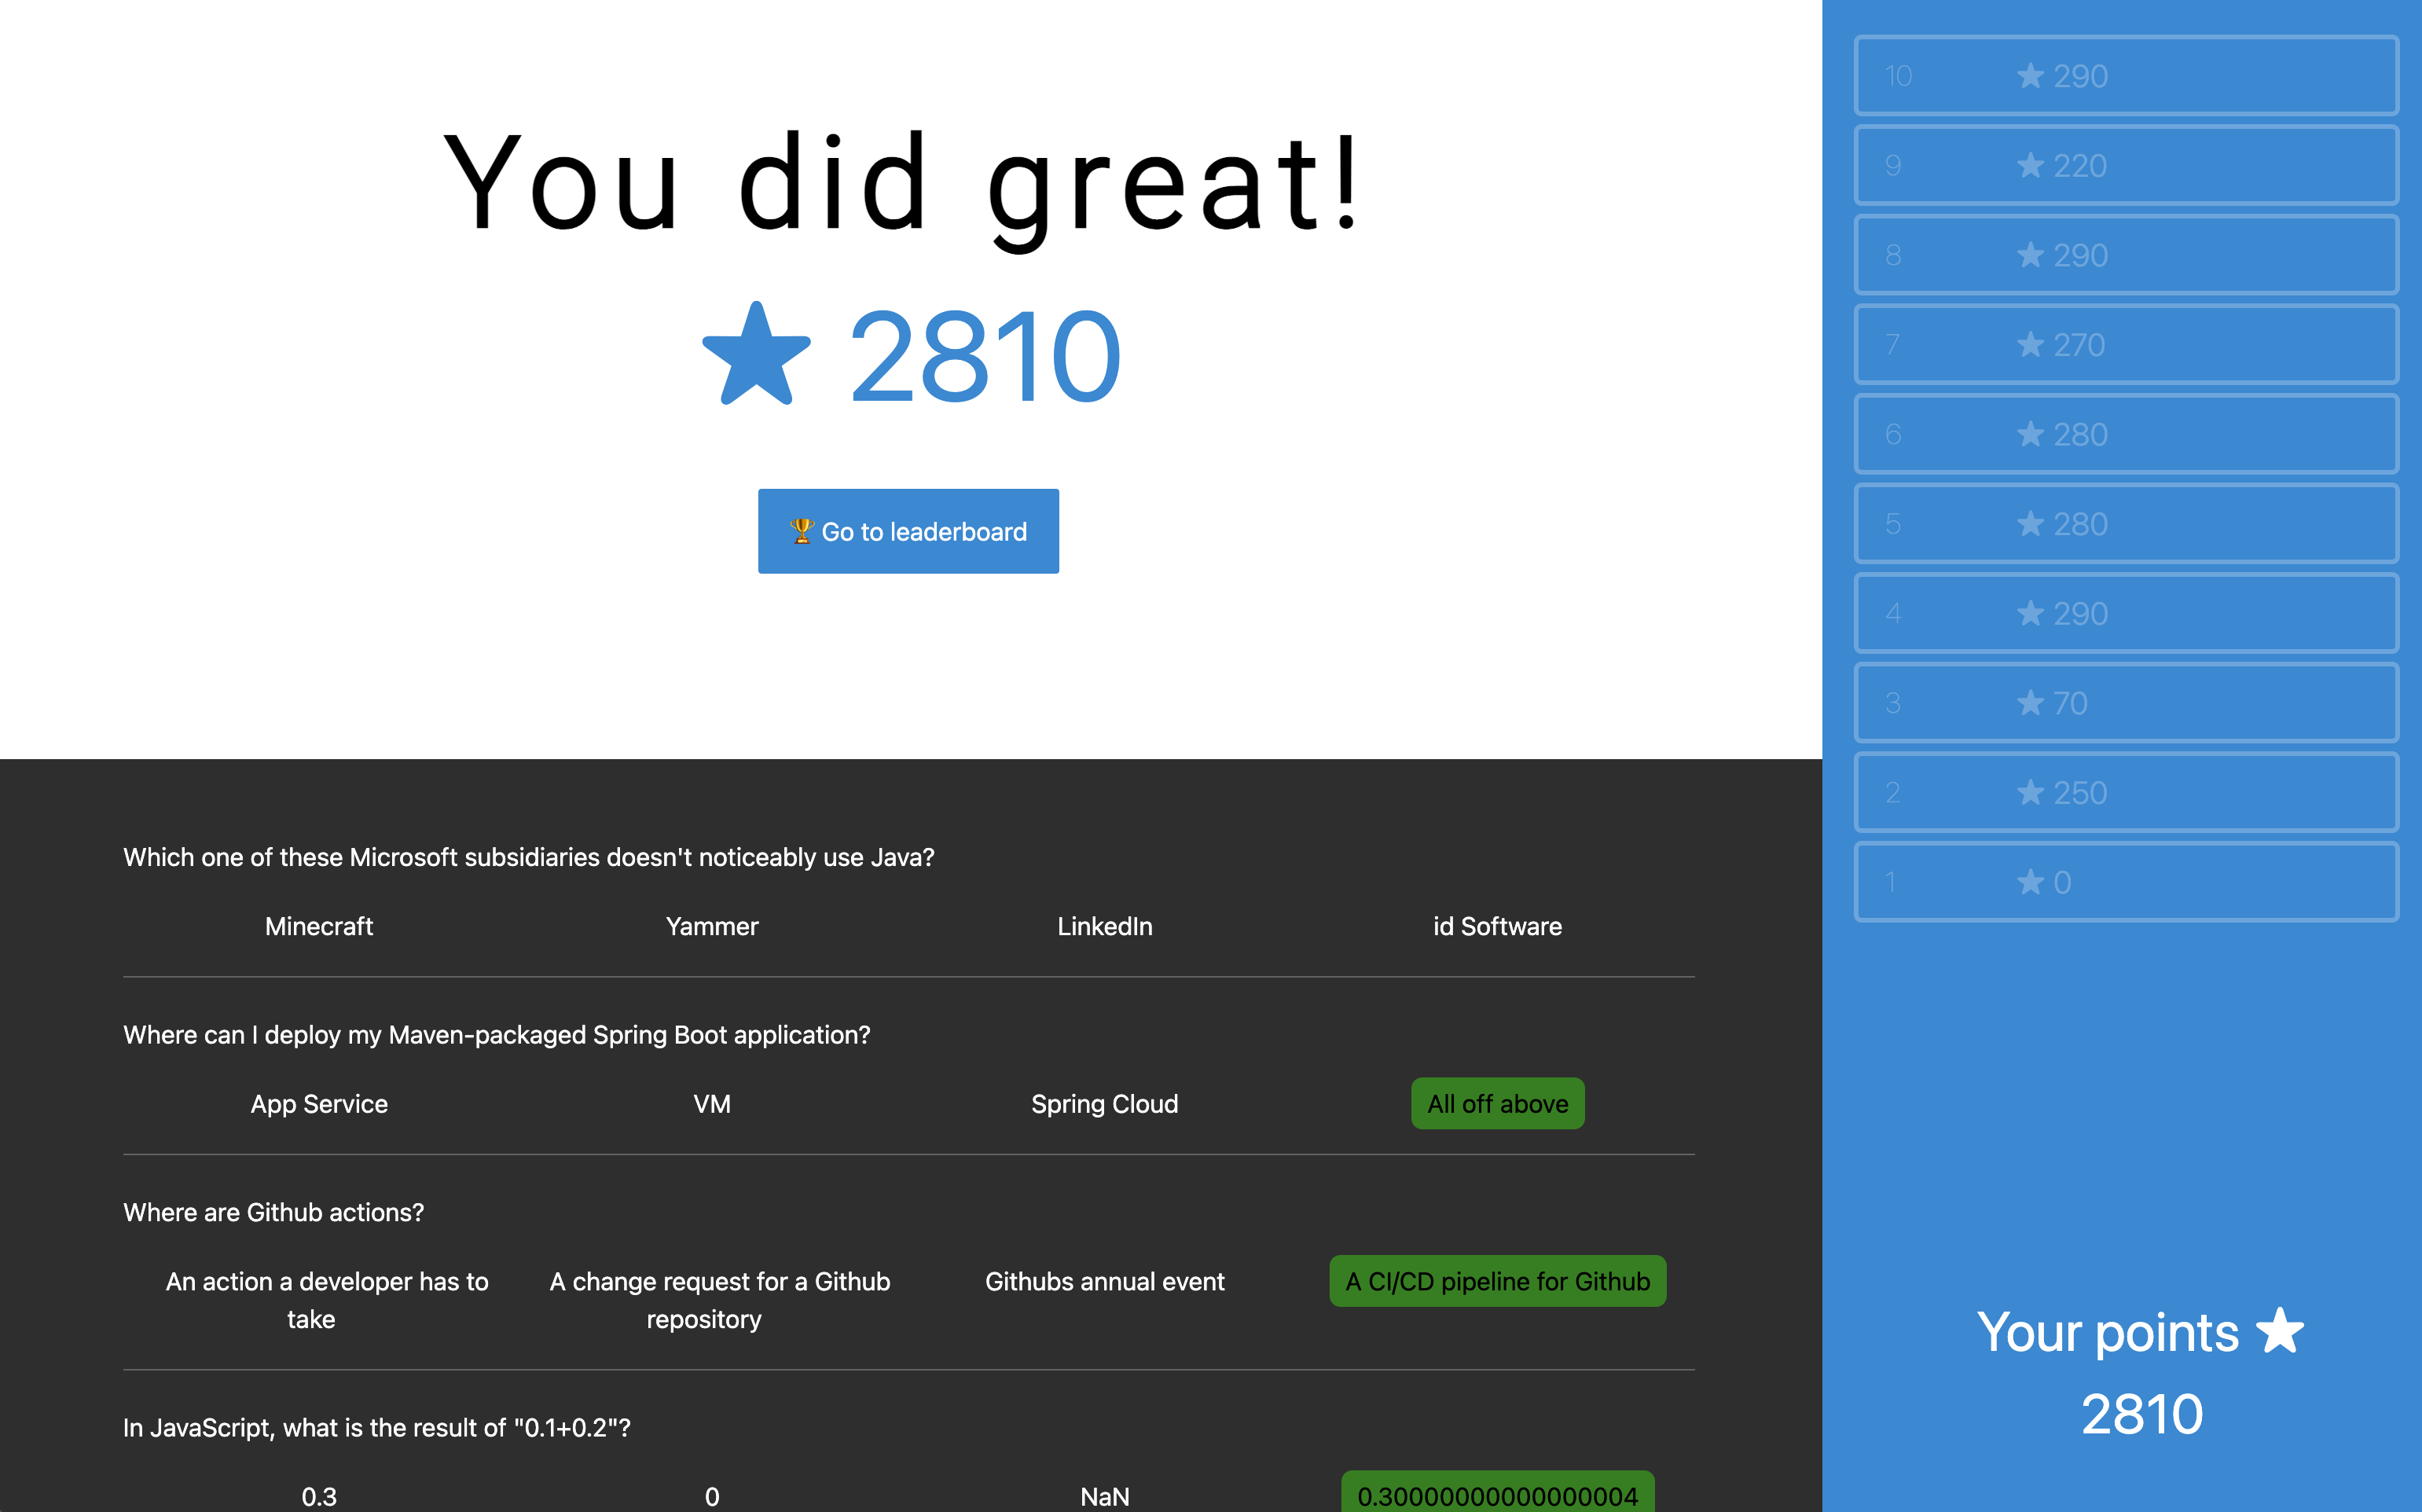 You did great!
2810
🏆 Go to leaderboard
Which one of these Microsoft subsidiaries doesn't noticeably use Java?
Minecraft Yammer LinkedIn id Software
Where can I deploy my Maven-packaged Spring Boot application?
App Service VM Spring Cloud All off above
Where are Github actions?
An action a developer has to take A change request for a Github repository Githubs annual event A CI/CD pipeline for Github
In JavaScript, what is the result of "0.1+0.2"?
0.3 0 NaN 0.30000000000000004
10 ★ 290
9 ★ 220
8 ★ 290
7 ★ 270
6 ★ 280
5 ★ 280
4 ★ 290
3 ★ 70
2 ★ 250
1 ★ 0
Your points ★
2810